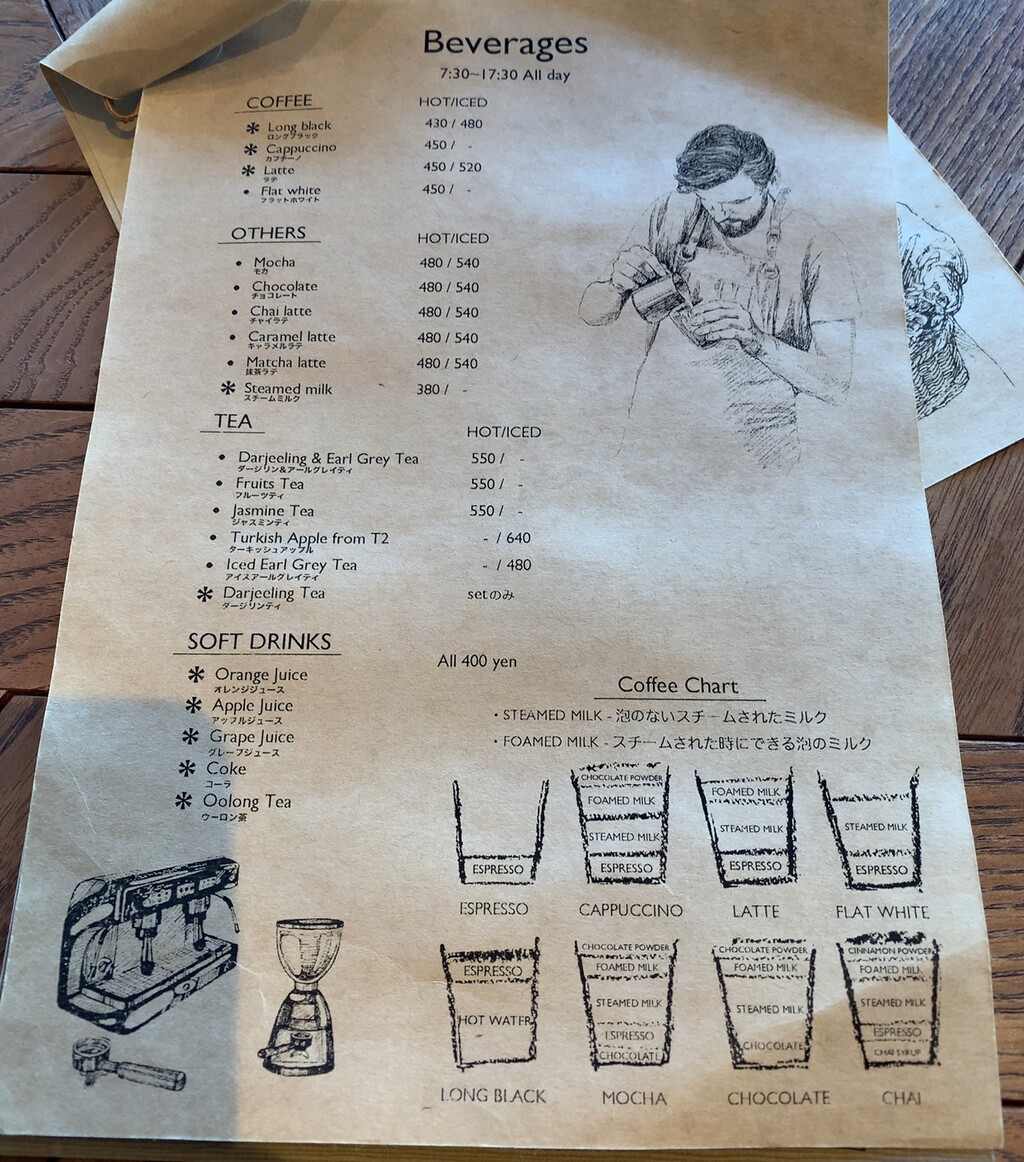 Beverages
7:30~17:30 All day
COFFEE HOT/ICED
* Long black 430 / 480
ロングブラック
* Cappuccino 450 / -
カプチーノ
* Latte 450 / 520
ラテ
• Flat white 450 / -
フラットホワイト
OTHERS HOT/ICED
• Mocha 480 / 540
モカ
• Chocolate 480 / 540
チョコレート
• Chai latte 480 / 540
チャイラテ
• Caramel latte 480 / 540
キャラメルラテ
• Matcha latte 480 / 540
抹茶ラテ
* Steamed milk 380 / -
スチームミルク
TEA HOT/ICED
• Darjeeling & Earl Grey Tea 550 / -
ダージリン&アールグレイティ
• Fruits Tea 550 / -
フルーツティ
• Jasmine Tea 550 / -
ジャスミンティ
• Turkish Apple from T2 - / 640
ターキッシュアップル
• Iced Earl Grey Tea - / 480
アイスアールグレイティ
* Darjeeling Tea setのみ
ダージリンティ
SOFT DRINKS All 400 yen
* Orange Juice
オレンジジュース
* Apple Juice
アップルジュース
* Grape Juice
グレープジュース
* Coke
コーラ
* Oolong Tea
ウーロン茶
Coffee Chart
・STEAMED MILK - 泡のないスチームされたミルク
・FOAMED MILK - スチームされた時にできる泡のミルク
ESPRESSO
ESPRESSO
CHOCOLATE POWDER
FOAMED MILK
STEAMED MILK
ESPRESSO
CAPPUCCINO
FOAMED MILK
STEAMED MILK
ESPRESSO
LATTE
STEAMED MILK
ESPRESSO
FLAT WHITE
ESPRESSO
HOT WATER
LONG BLACK
CHOCOLATE POWDER
FOAMED MILK
STEAMED MILK
ESPRESSO
CHOCOLATE
MOCHA
CHOCOLATE POWDER
FOAMED MILK
STEAMED MILK
CHOCOLATE
CHOCOLATE
CINNAMON POWDER
FOAMED MILK
STEAMED MILK
ESPRESSO
CHAI SYRUP
CHAI